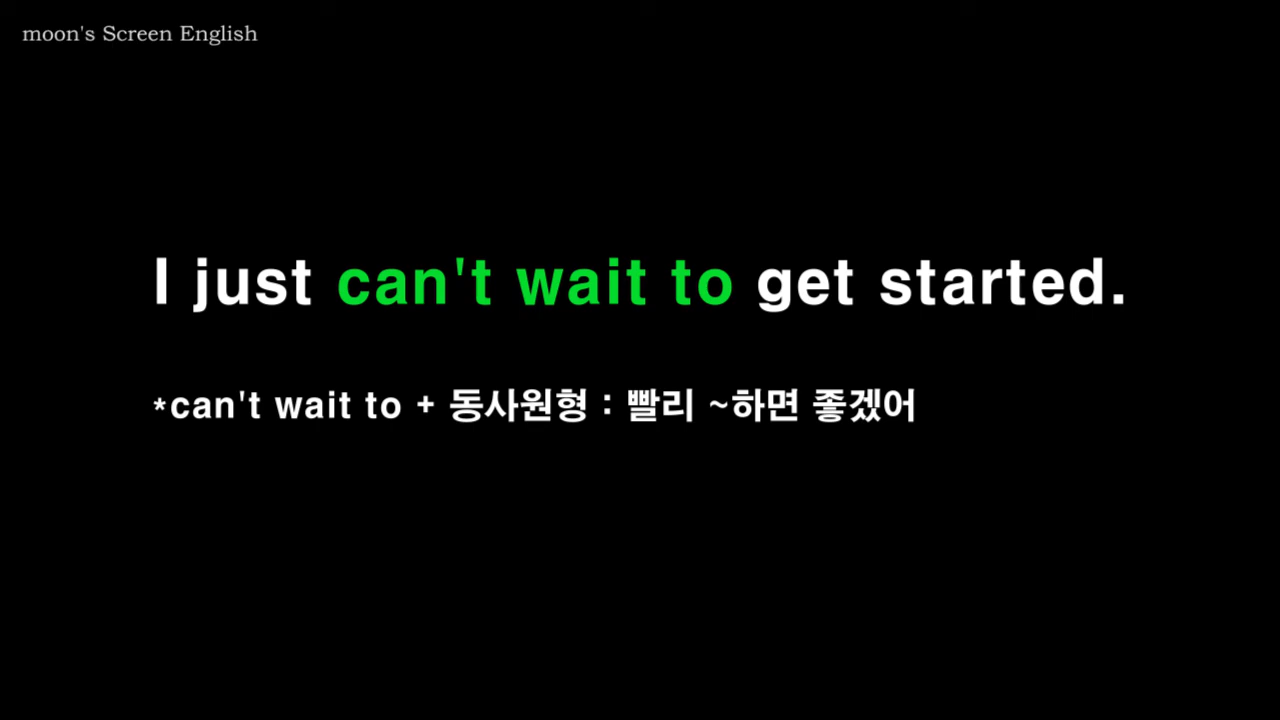 moon's Screen English
I just can't wait to get started.
*can't wait to + 동사원형 : 빨리 ~하면 좋겠어